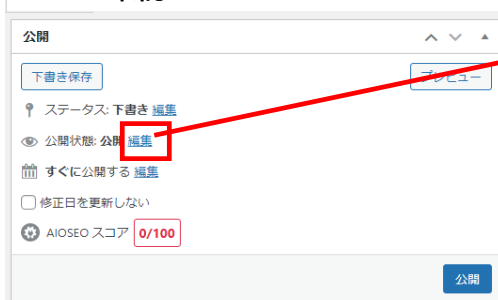 公開
下書き保存
プレビュー
ステータス: 下書き 編集
公開状態: 公開 編集
すぐに公開する 編集
修正日を更新しない
AIOSEO スコア 0/100
公開